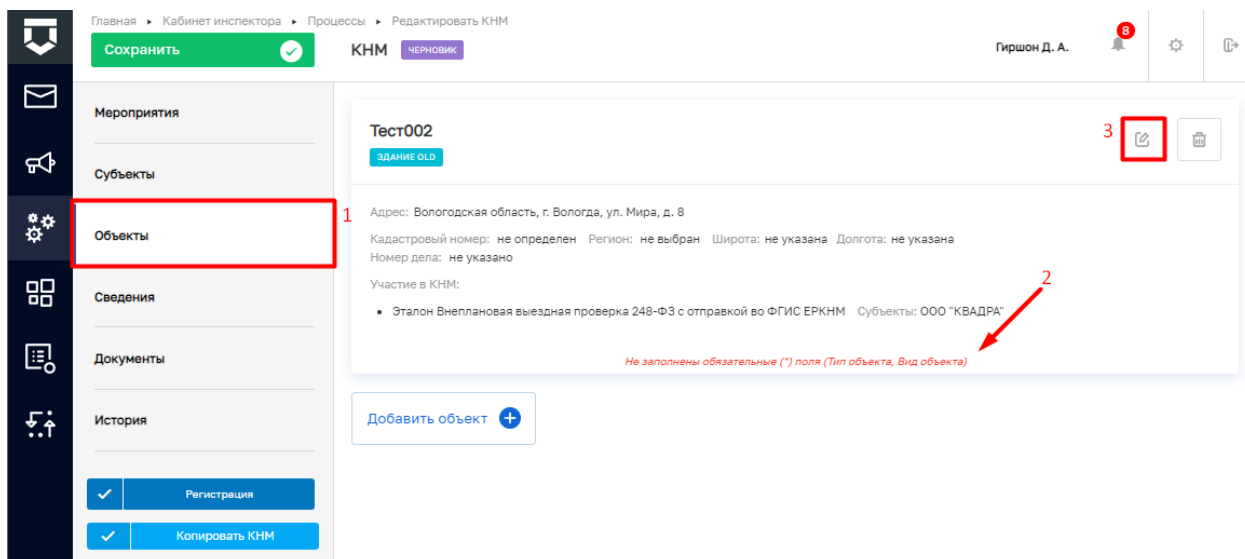 Главная ▸ Кабинет инспектора ▸ Процессы ▸ Редактировать КНМ
Сохранить
КНМ ЧЕРНОВИК
Гиршон Д. А.
8
Мероприятия
Субъекты
Объекты
Сведения
Документы
История
Регистрация
Копировать КНМ
1
Тест002
ЗДАНИЕ OLD
3
Адрес: Вологодская область, г. Вологда, ул. Мира, д. 8
Кадастровый номер: не определен Регион: не выбран Широта: не указана Долгота: не указана
Номер дела: не указано
Участие в КНМ:
2
• Эталон Внеплановая выездная проверка 248-ФЗ с отправкой во ФГИС ЕРКНМ Субъекты: ООО "КВАДРА"
Не заполнены обязательные (*) поля (Тип объекта, Вид объекта)
Добавить объект